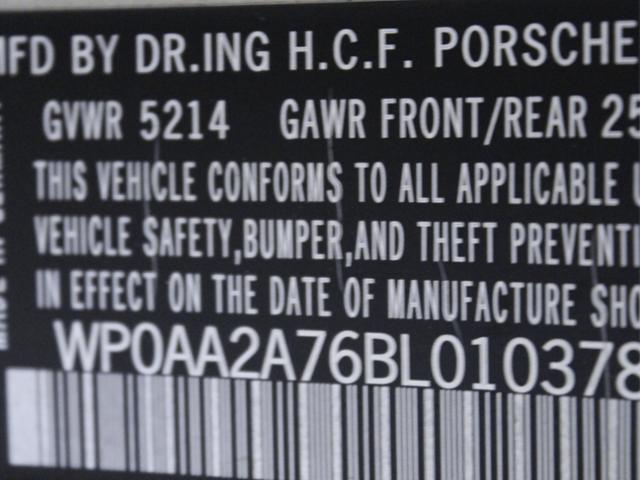 MFD BY DR.ING H.C.F. PORSCHE
GVWR 5214 GAWR FRONT/REAR 25
THIS VEHICLE CONFORMS TO ALL APPLICABLE U
VEHICLE SAFETY,BUMPER,AND THEFT PREVENTI
IN EFFECT ON THE DATE OF MANUFACTURE SHO
WP0AA2A76BL010378